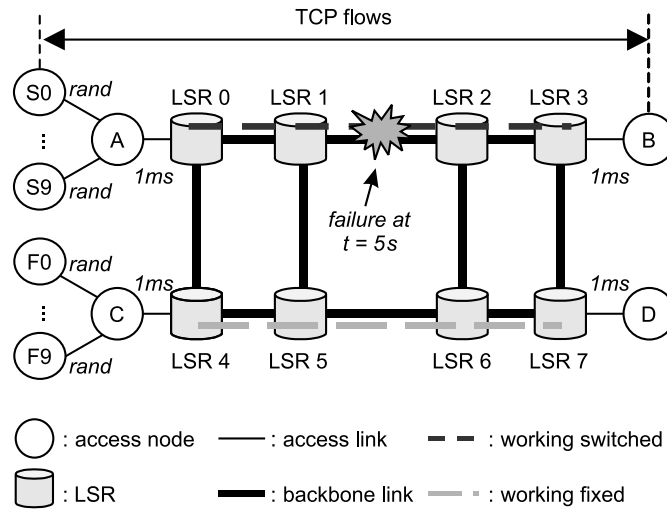 TCP flows
S0
rand
LSR 0
LSR 1
LSR 2
LSR 3
A
B
1ms
1ms
S9
rand
failure at
t = 5s
F0
rand
1ms
1ms
C
D
F9
rand
LSR 4
LSR 5
LSR 6
LSR 7
: access node
: access link
: working switched
: LSR
: backbone link
: working fixed